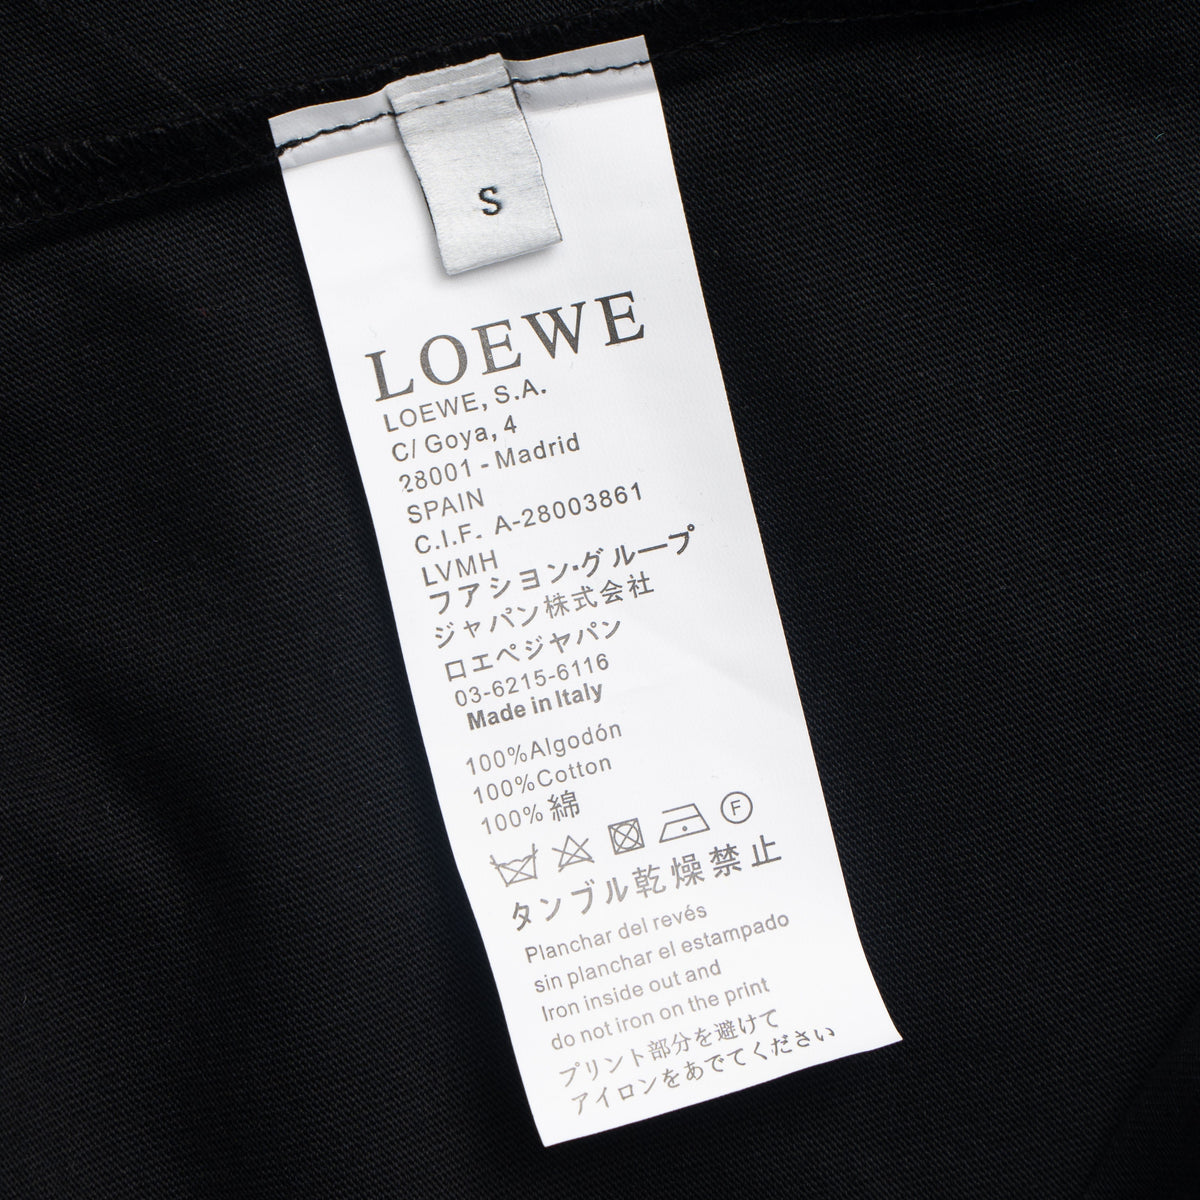 S
LOEWE
LOEWE, S.A.
C/ Goya, 4
28001 - Madrid
SPAIN
C.I.F. A-28003861
LVMH
フアシヨン・グループ
ジャパン株式会社
ロエベジャパン
03-6215-6116
Made in Italy
100%Algodón
100%Cotton
100%綿
F
タンブル乾燥禁止
Planchar del revés
sin planchar el estampado
Iron inside out and
do not iron on the print
プリント部分を避けて
アイロンをあでてください